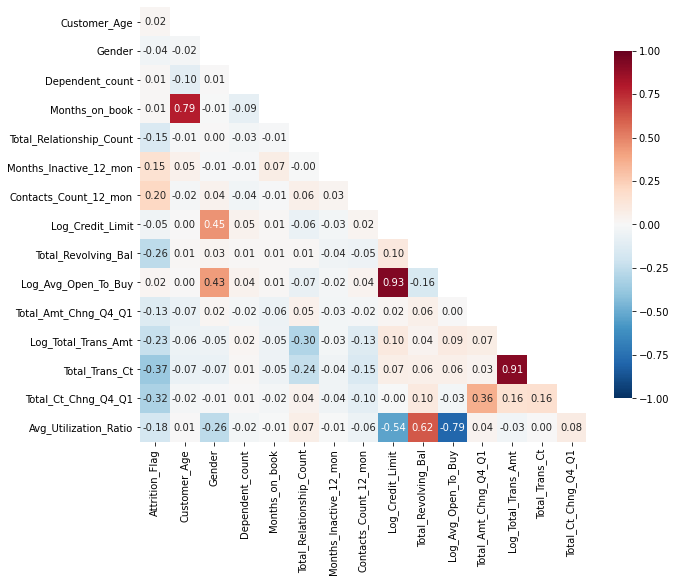 Customer_Age 0.02
Gender -0.04 -0.02
Dependent_count 0.01 -0.10 0.01
Months_on_book 0.01 0.79 -0.01 -0.09
Total_Relationship_Count -0.15 -0.01 0.00 -0.03 -0.01
Months_Inactive_12_mon 0.15 0.05 -0.01 -0.01 0.07 -0.00
Contacts_Count_12_mon 0.20 -0.02 0.04 -0.04 -0.01 0.06 0.03
Log_Credit_Limit -0.05 0.00 0.45 0.05 0.01 -0.06 -0.03 0.02
Total_Revolving_Bal -0.26 0.01 0.03 0.01 0.01 0.01 -0.04 -0.05 0.10
Log_Avg_Open_To_Buy 0.02 0.00 0.43 0.04 0.01 -0.07 -0.02 0.04 0.93 -0.16
Total_Amt_Chng_Q4_Q1 -0.13 -0.07 0.02 -0.02 -0.06 0.05 -0.03 -0.02 0.02 0.06 0.00
Log_Total_Trans_Amt -0.23 -0.06 -0.05 0.02 -0.05 -0.30 -0.03 -0.13 0.10 0.04 0.09 0.07
Total_Trans_Ct -0.37 -0.07 -0.07 0.01 -0.05 -0.24 -0.04 -0.15 0.07 0.06 0.06 0.03 0.91
Total_Ct_Chng_Q4_Q1 -0.32 -0.02 -0.01 0.01 -0.02 0.04 -0.04 -0.10 -0.00 0.10 -0.03 0.36 0.16 0.16
Avg_Utilization_Ratio -0.18 0.01 -0.26 -0.02 -0.01 0.07 -0.01 -0.06 -0.54 0.62 -0.79 0.04 -0.03 0.00 0.08
Attrition_Flag
Customer_Age
Gender
Dependent_count
Months_on_book
Total_Relationship_Count
Months_Inactive_12_mon
Contacts_Count_12_mon
Log_Credit_Limit
Total_Revolving_Bal
Log_Avg_Open_To_Buy
Total_Amt_Chng_Q4_Q1
Log_Total_Trans_Amt
Total_Trans_Ct
Total_Ct_Chng_Q4_Q1
1.00
0.75
0.50
0.25
0.00
−0.25
−0.50
−0.75
−1.00